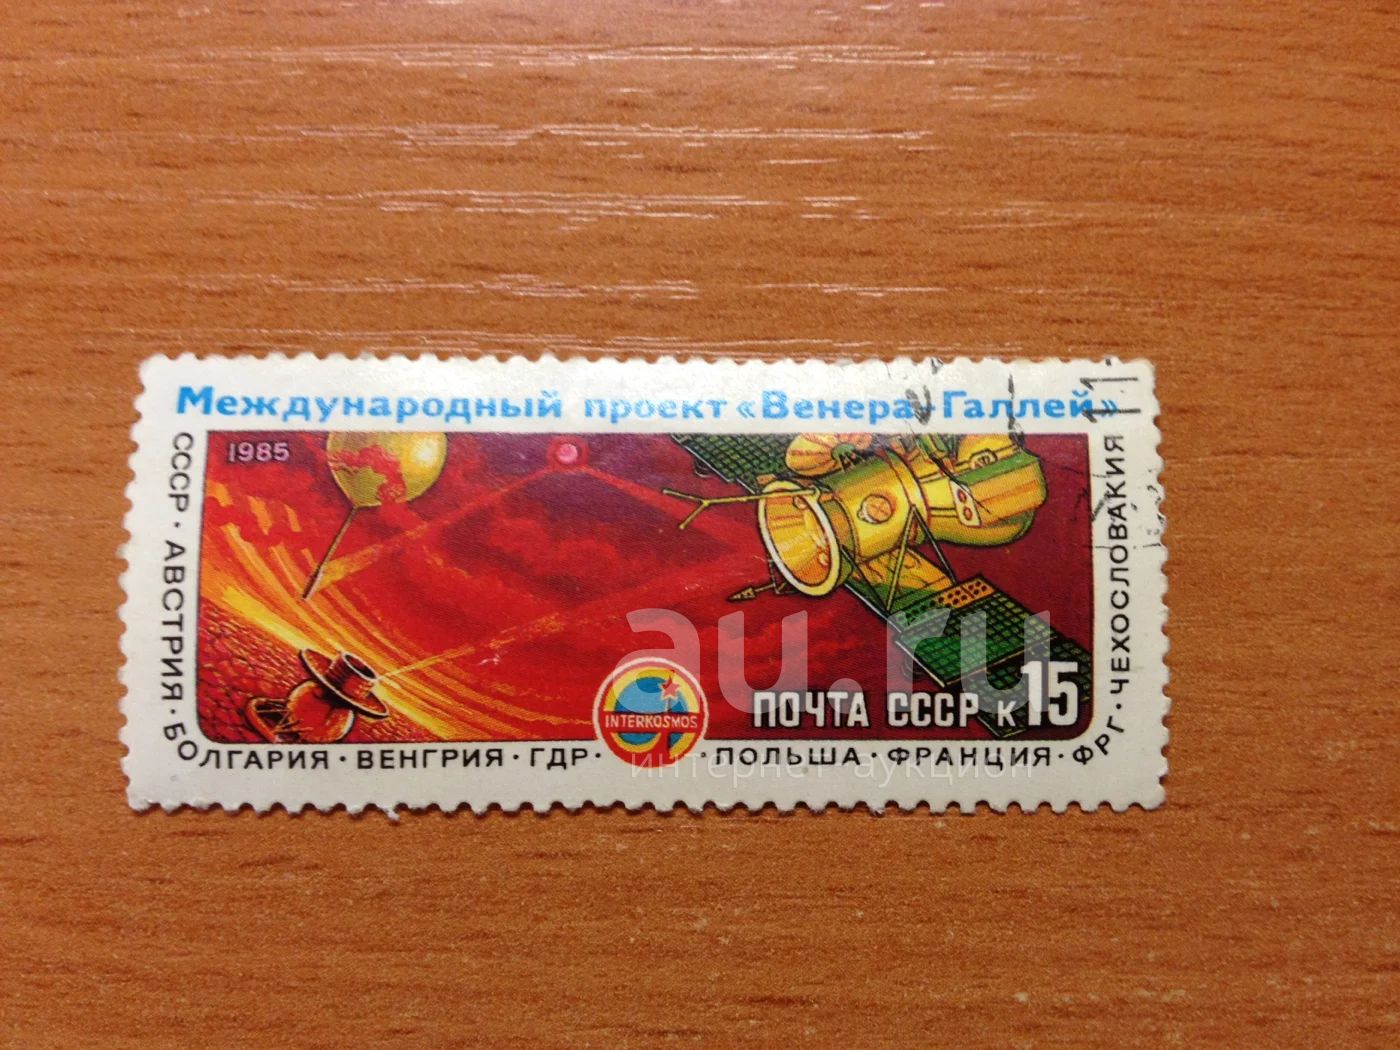 Международный проект «Венера-Галлей»
1985
СССР · АВСТРИЯ · БОЛГАРИЯ · ВЕНГРИЯ · ГДР · ПОЛЬША · ФРАНЦИЯ · ФРГ · ЧЕХОСЛОВАКИЯ
INTERKOSMOS
ПОЧТА СССР к 15
11
au.ru
интернет-аукцион